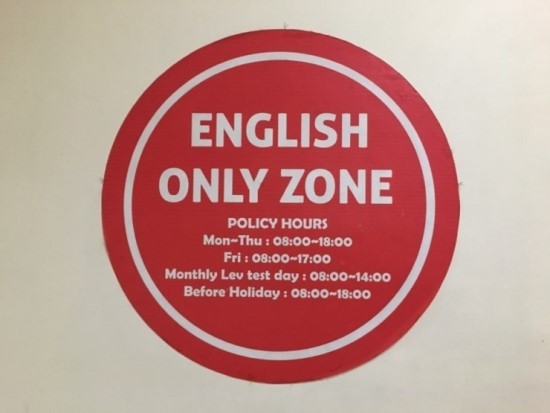 ENGLISH
ONLY ZONE
POLICY HOURS
Mon~Thu : 08:00~18:00
Fri : 08:00~17:00
Monthly Lev test day : 08:00~14:00
Before Holiday : 08:00~18:00